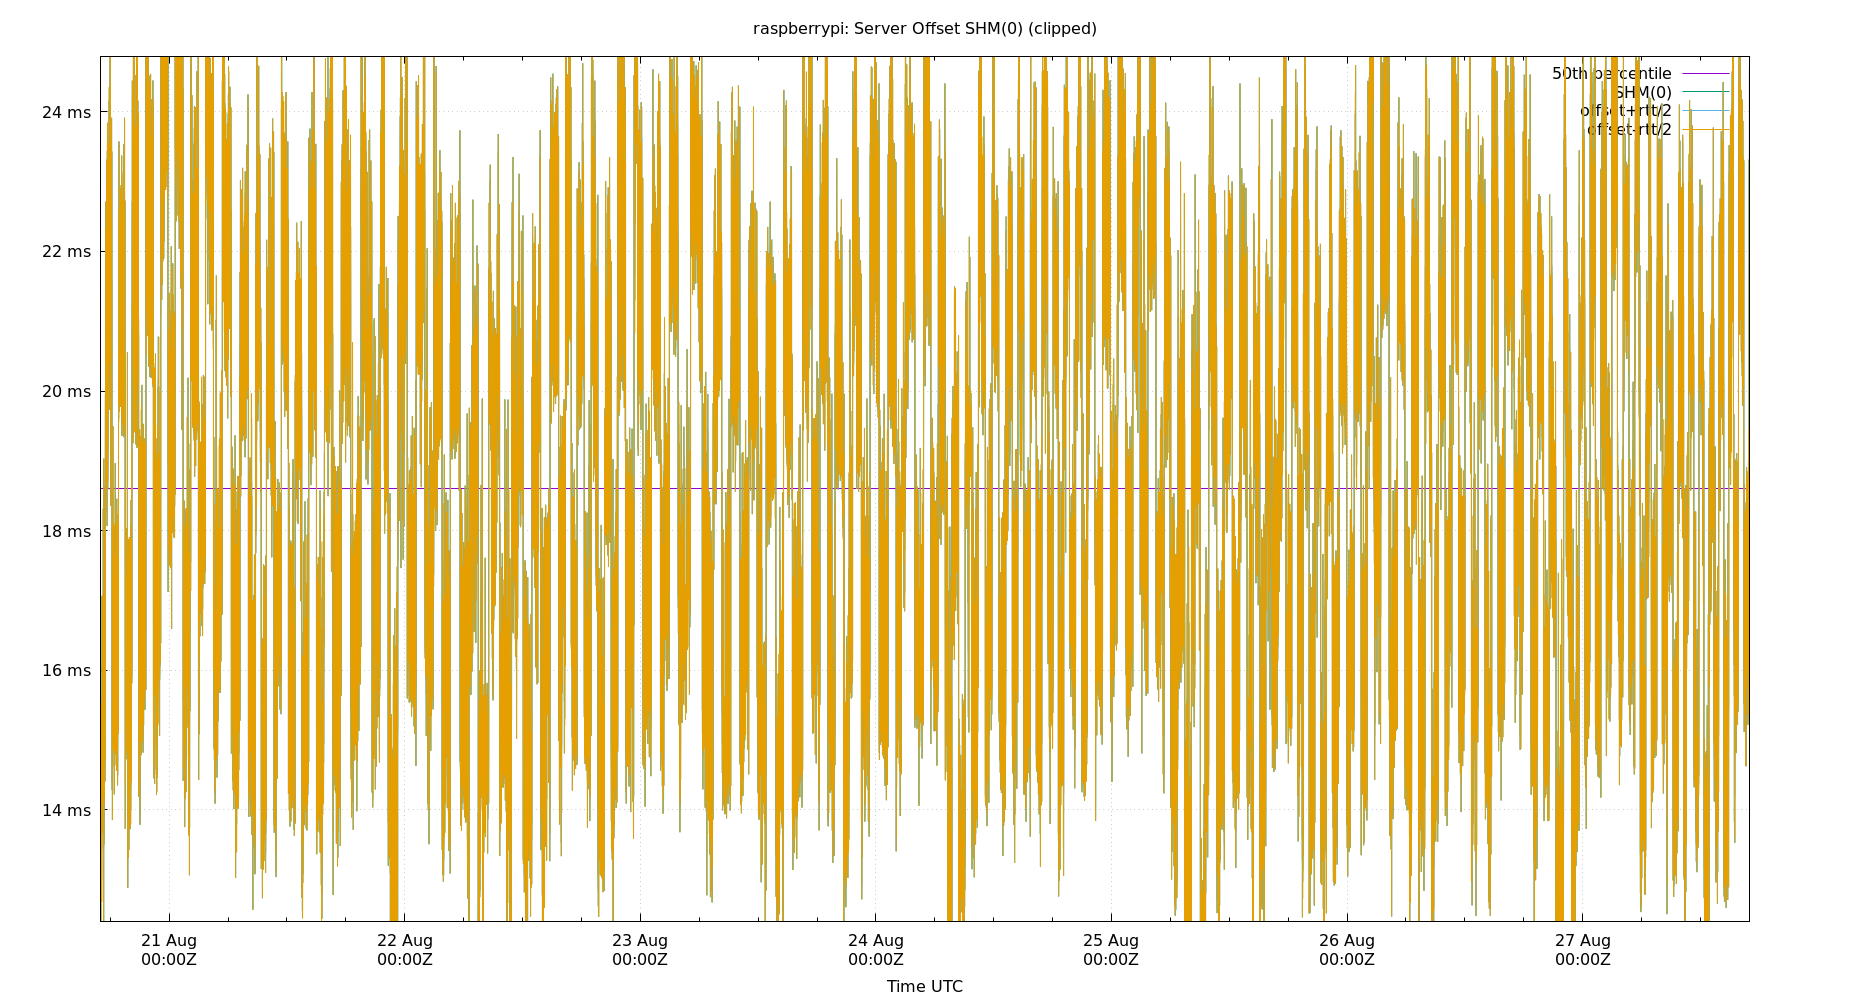 raspberrypi: Server Offset SHM(0) (clipped)
50th percentile
SHM(0)
offset+rtt/2
offset-rtt/2
24 ms
22 ms
20 ms
18 ms
16 ms
14 ms
21 Aug
00:00Z
22 Aug
00:00Z
23 Aug
00:00Z
24 Aug
00:00Z
25 Aug
00:00Z
26 Aug
00:00Z
27 Aug
00:00Z
Time UTC